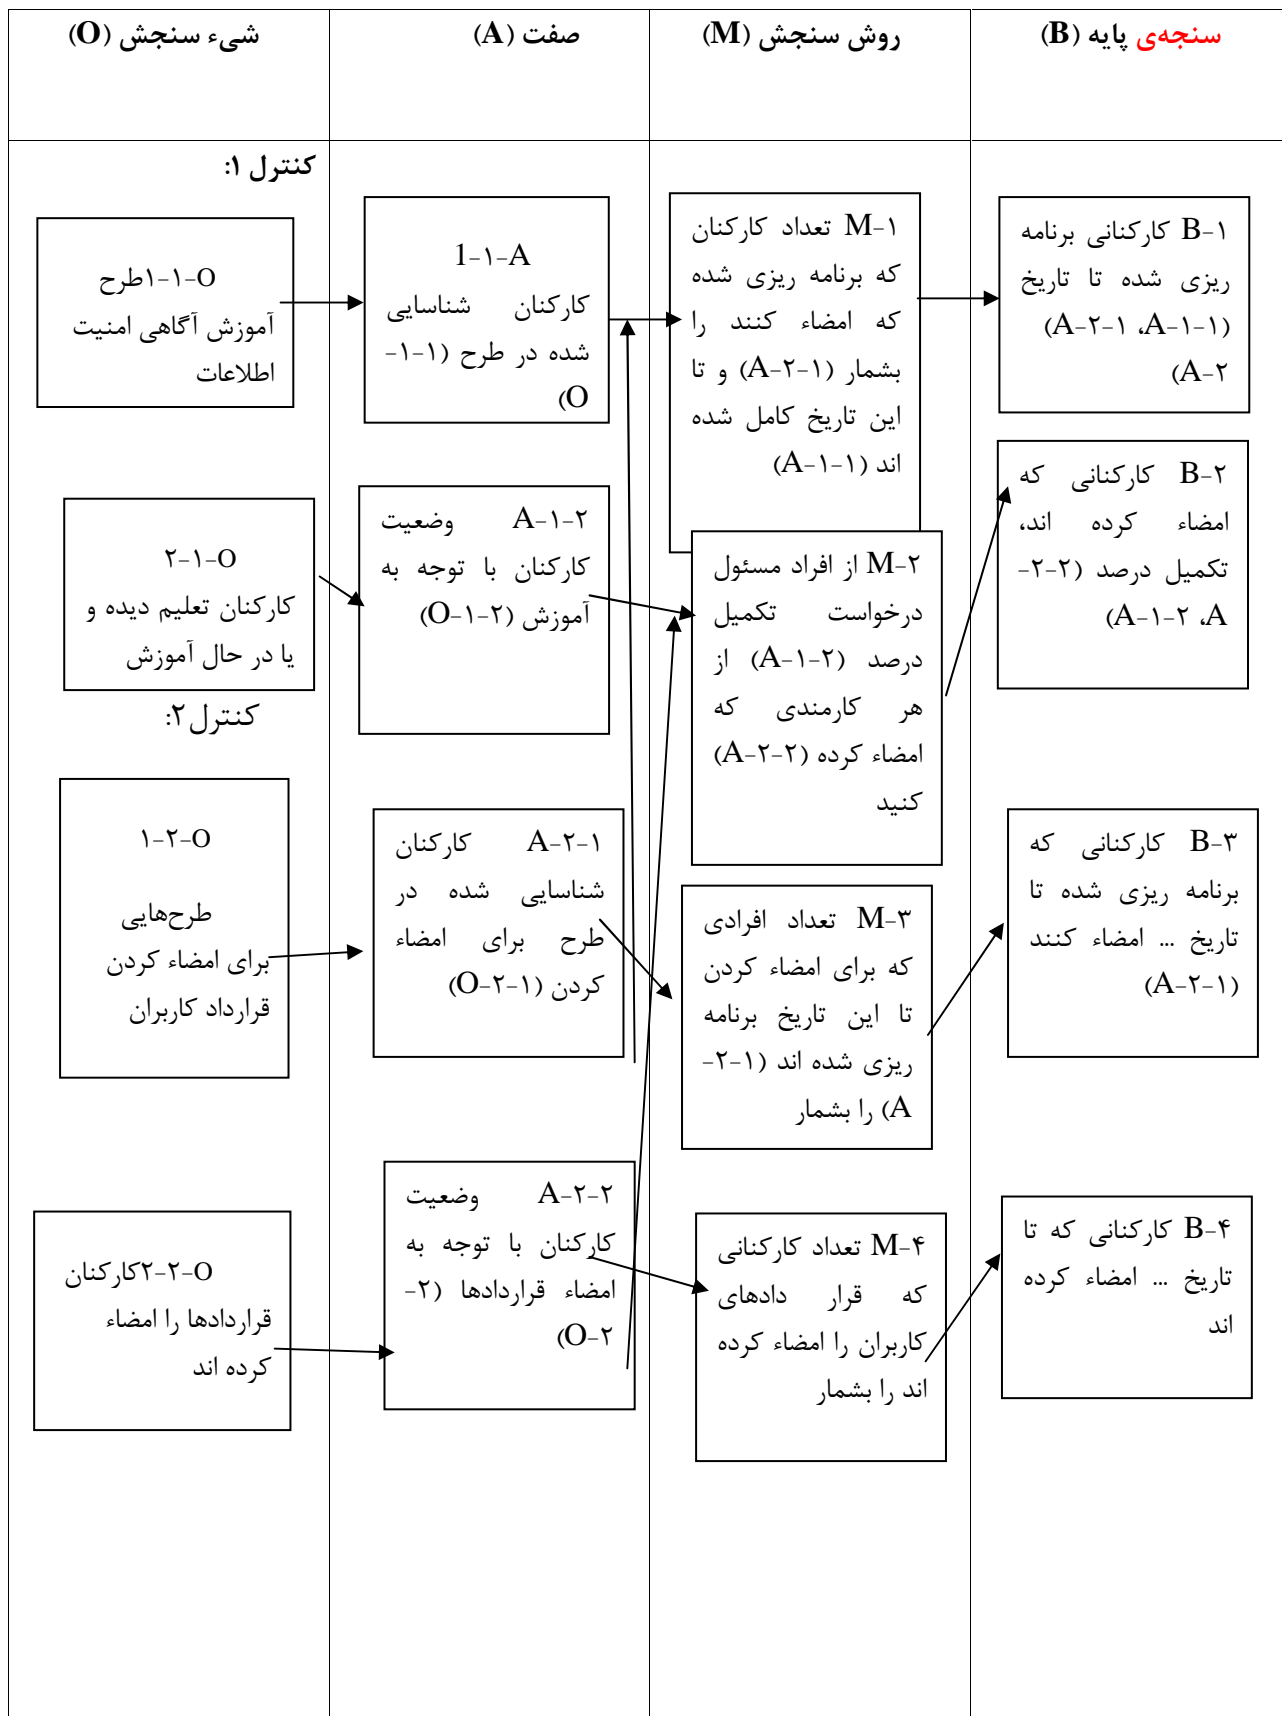 شیء سنجش (O)
صفت (A)
روش سنجش (M)
سنجه‌ی پایه (B)
کنترل ۱:
۱-۱-Oطرح
آموزش آگاهی امنیت
اطلاعات
۲-۱-O
کارکنان تعلیم دیده و
یا در حال آموزش
کنترل۲:
۱-۲-O
طرح‌هایی
برای امضاء کردن
قرارداد کاربران
۲-۲-Oکارکنان
قراردادها را امضاء
کرده اند
1-۱-A
کارکنان شناسایی
شده در طرح (۱-۱-
O)
A-۱-۲ وضعیت
کارکنان با توجه به
آموزش (O-۱-۲)
A-۲-۱ کارکنان
شناسایی شده در
طرح برای امضاء
کردن (O-۲-۱)
A-۲-۲ وضعیت
کارکنان با توجه به
امضاء قراردادها (۲-
O-۲)
M-۱ تعداد کارکنان
که برنامه ریزی شده
که امضاء کنند را
بشمار (A-۲-۱) و تا
این تاریخ کامل شده
اند (A-۱-۱)
M-۲ از افراد مسئول
درخواست تکمیل
درصد (A-۱-۲) از
هر کارمندی که
امضاء کرده (A-۲-۲)
کنید
M-۳ تعداد افرادی
که برای امضاء کردن
تا این تاریخ برنامه
ریزی شده اند (۱-۲-
A) را بشمار
M-۴ تعداد کارکنانی
که قرار دادهای
کاربران را امضاء کرده
اند را بشمار
B-۱ کارکنانی برنامه
ریزی شده تا تاریخ
(A-۱-۱، A-۲-۱
A-۲)
B-۲ کارکنانی که
امضاء کرده اند،
تکمیل درصد (۲-۲-
A، A-۱-۲)
B-۳ کارکنانی که
برنامه ریزی شده تا
تاریخ ... امضاء کنند
(A-۲-۱)
B-۴ کارکنانی که تا
تاریخ ... امضاء کرده
اند